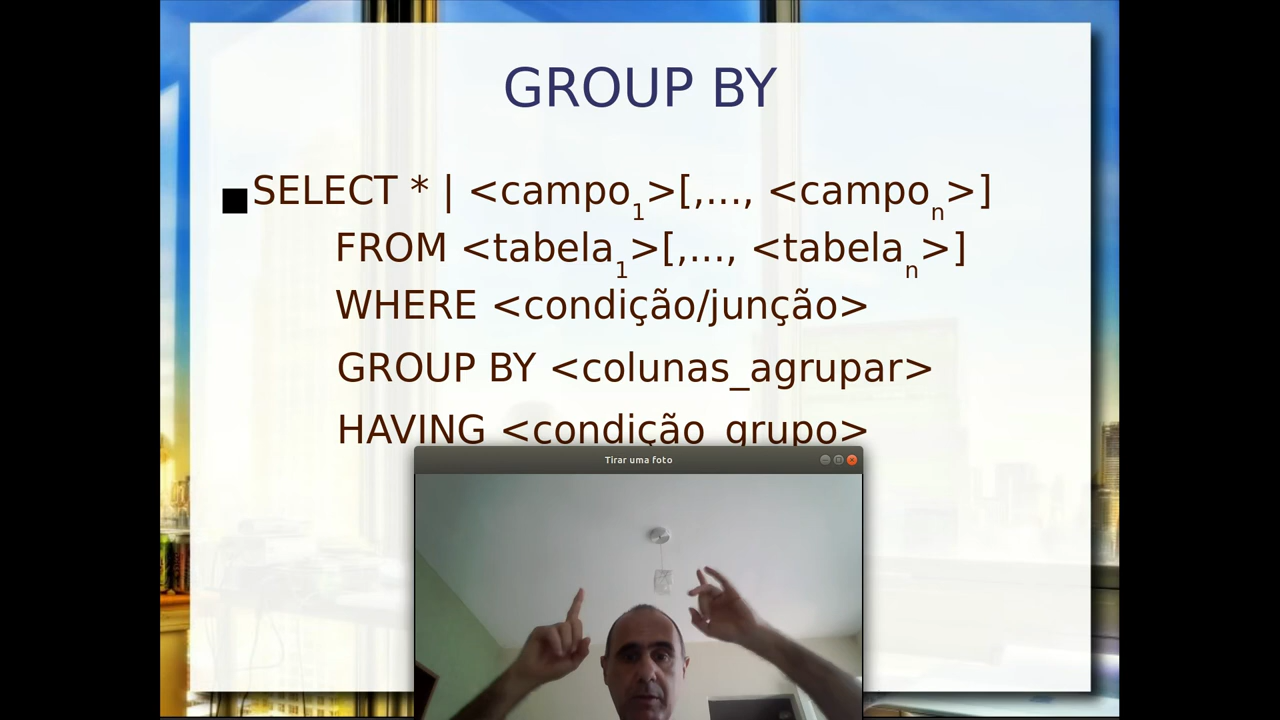 GROUP BY
SELECT * | <campo1>[,..., <campon>]
FROM <tabela1>[,..., <tabelan>]
WHERE <condição/junção>
GROUP BY <colunas_agrupar>
HAVING <condição_grupo>
Tirar uma foto